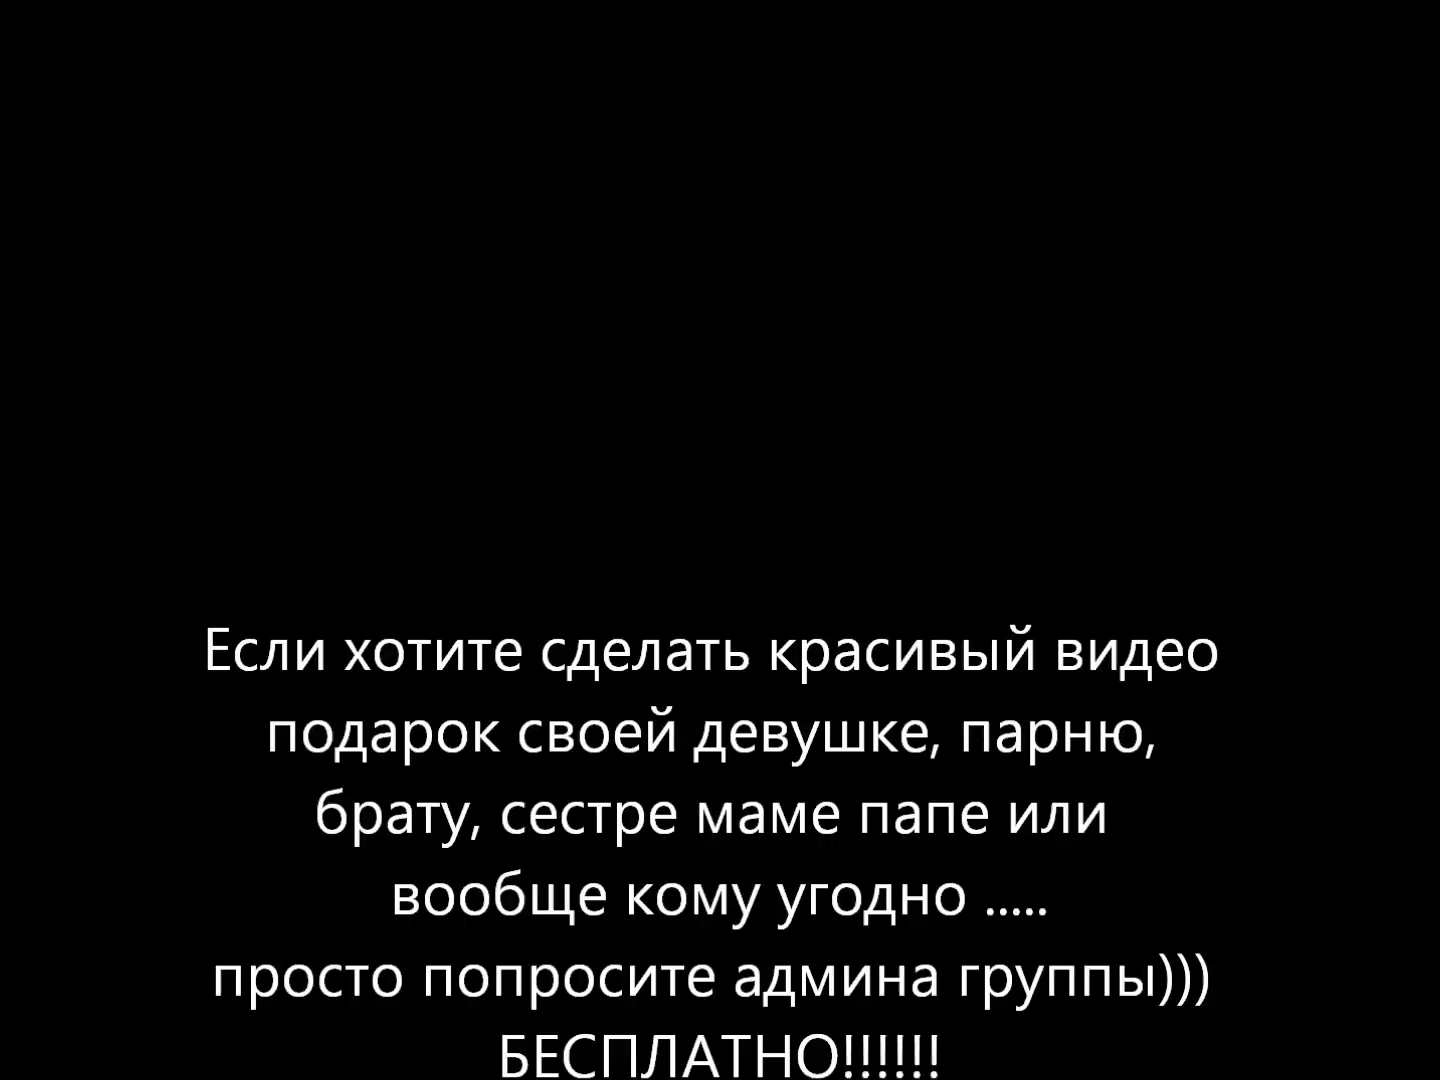 Если хотите сделать красивый видео
подарок своей девушке, парню,
брату, сестре маме папе или
вообще кому угодно .....
просто попросите админа группы)))
БЕСПЛАТНО!!!!!!